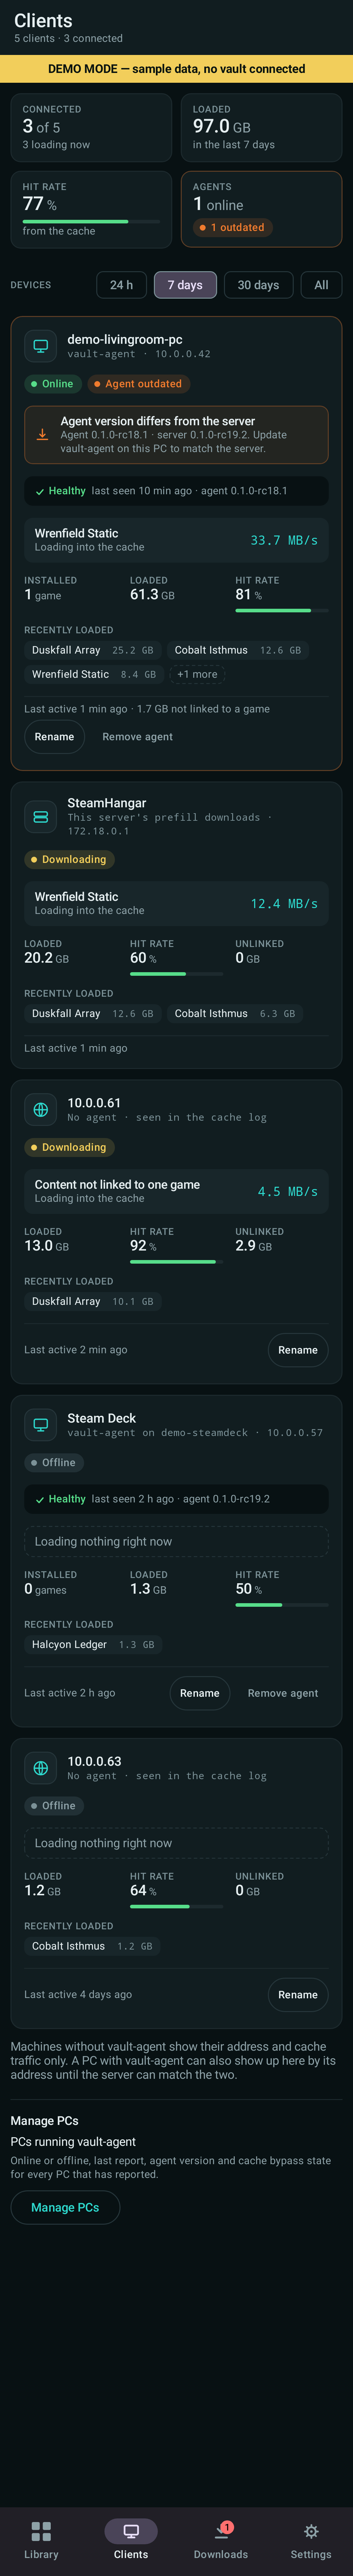 Clients
5 clients · 3 connected
DEMO MODE — sample data, no vault connected
CONNECTED
3 of 5
3 loading now
LOADED
97.0 GB
in the last 7 days
HIT RATE
77 %
from the cache
AGENTS
1 online
1 outdated
DEVICES
24 h
7 days
30 days
All
demo-livingroom-pc
vault-agent · 10.0.0.42
Online
Agent outdated
Agent version differs from the server
Agent 0.1.0-rc18.1 · server 0.1.0-rc19.2. Update
vault-agent on this PC to match the server.
Healthy last seen 10 min ago · agent 0.1.0-rc18.1
Wrenfield Static
Loading into the cache
33.7 MB/s
INSTALLED
1 game
LOADED
61.3 GB
HIT RATE
81 %
RECENTLY LOADED
Duskfall Array 25.2 GB
Cobalt Isthmus 12.6 GB
Wrenfield Static 8.4 GB
+1 more
Last active 1 min ago · 1.7 GB not linked to a game
Rename
Remove agent
SteamHangar
This server's prefill downloads ·
172.18.0.1
Downloading
Wrenfield Static
Loading into the cache
12.4 MB/s
LOADED
20.2 GB
HIT RATE
60 %
UNLINKED
0 GB
RECENTLY LOADED
Duskfall Array 12.6 GB
Cobalt Isthmus 6.3 GB
Last active 1 min ago
10.0.0.61
No agent · seen in the cache log
Downloading
Content not linked to one game
Loading into the cache
4.5 MB/s
LOADED
13.0 GB
HIT RATE
92 %
UNLINKED
2.9 GB
RECENTLY LOADED
Duskfall Array 10.1 GB
Last active 2 min ago
Rename
Steam Deck
vault-agent on demo-steamdeck · 10.0.0.57
Offline
Healthy last seen 2 h ago · agent 0.1.0-rc19.2
Loading nothing right now
INSTALLED
0 games
LOADED
1.3 GB
HIT RATE
50 %
RECENTLY LOADED
Halcyon Ledger 1.3 GB
Last active 2 h ago
Rename
Remove agent
10.0.0.63
No agent · seen in the cache log
Offline
Loading nothing right now
LOADED
1.2 GB
HIT RATE
64 %
UNLINKED
0 GB
RECENTLY LOADED
Cobalt Isthmus 1.2 GB
Last active 4 days ago
Rename
Machines without vault-agent show their address and cache
traffic only. A PC with vault-agent can also show up here by its
address until the server can match the two.
Manage PCs
PCs running vault-agent
Online or offline, last report, agent version and cache bypass state
for every PC that has reported.
Manage PCs
1
Library
Clients
Downloads
Settings